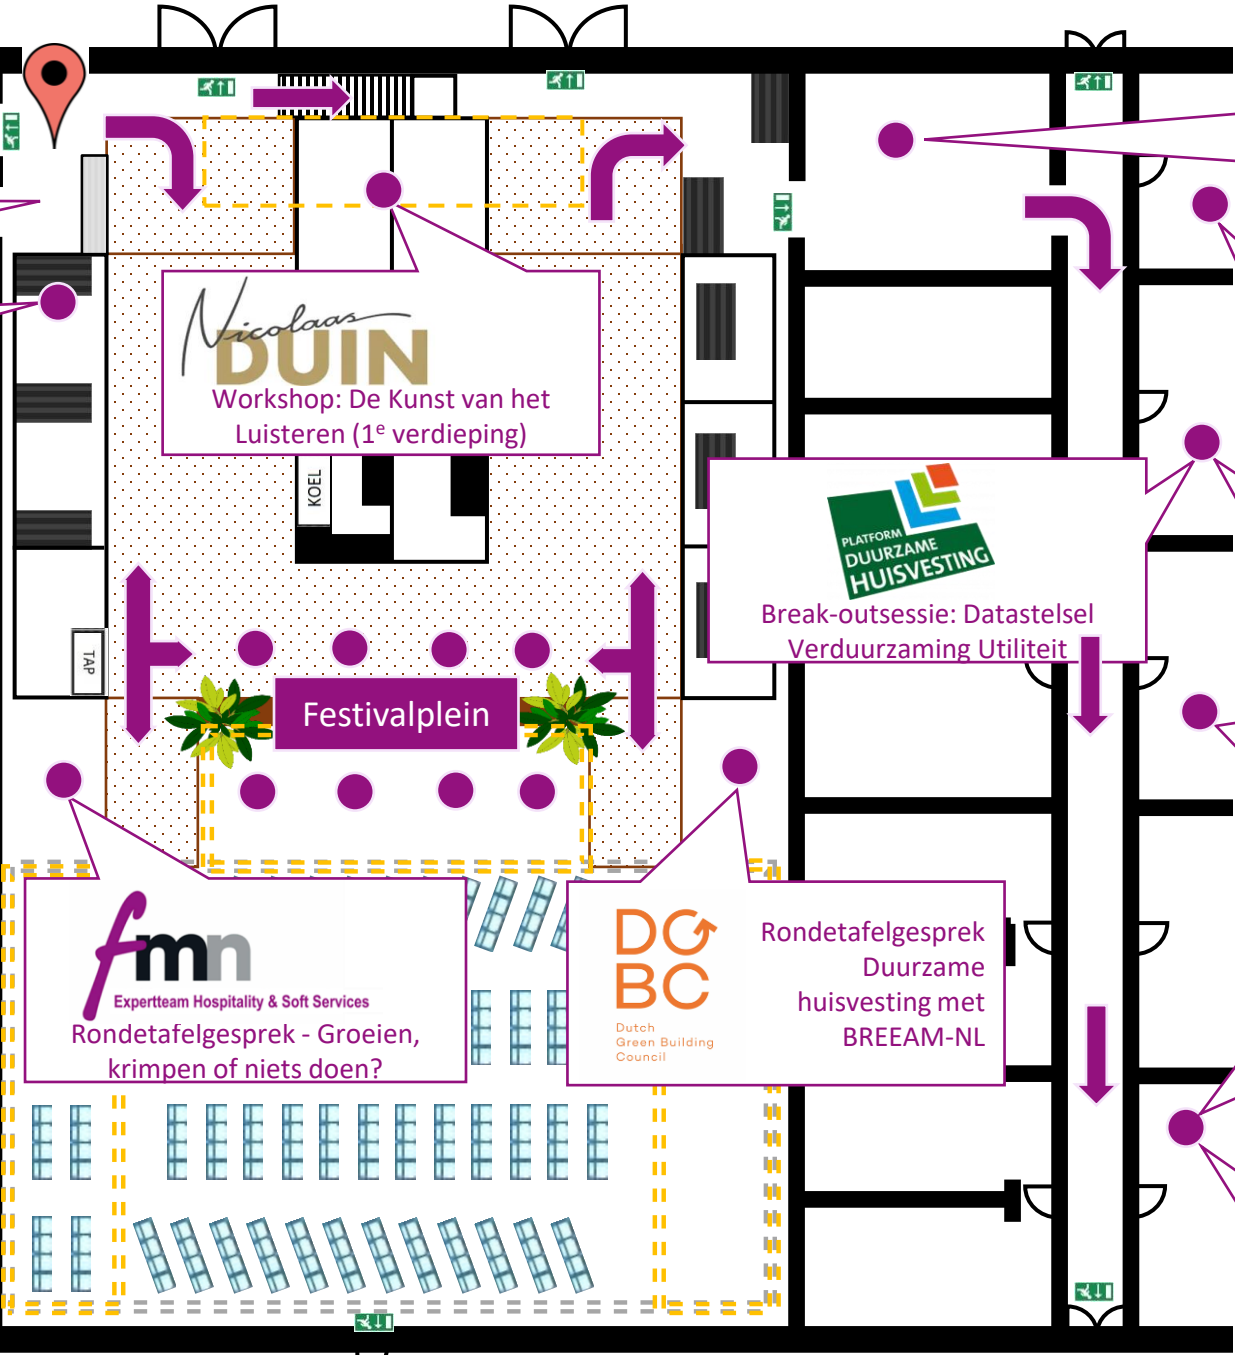 Nicolaas
DUIN
Workshop: De Kunst van het
Luisteren (1e verdieping)
KOEL
PLATFORM
DUURZAME
HUISVESTING
Break-outsessie: Datastelsel
Verduurzaming Utiliteit
TAP
Festivalplein
fmn
Expertteam Hospitality & Soft Services
Rondetafelgesprek - Groeien,
krimpen of niets doen?
DG
BC
Dutch
Green Building
Council
Rondetafelgesprek
Duurzame
huisvesting met
BREEAM-NL